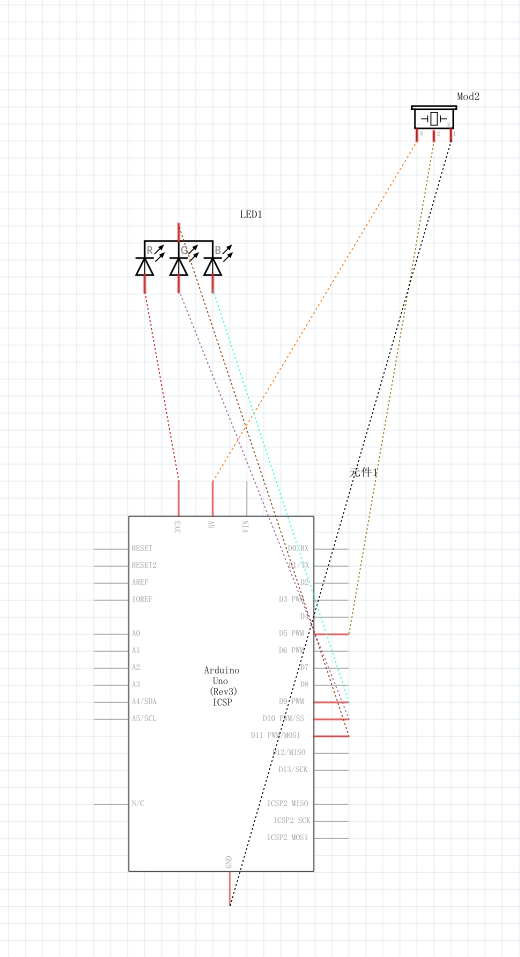 Mod2
3
2
1
LED1
R
G
B
元件1
3V3
5V
VIN
RESET
RESET2
AREF
IOREF
A0
A1
A2
A3
A4/SDA
A5/SCL
N/C
D0/RX
D1/TX
D2
D3 PWM
D4
D5 PWM
D6 PWM
D7
D8
D9 PWM
D10 PWM/SS
D11 PWM/MOSI
D12/MISO
D13/SCK
ICSP2 MISO
ICSP2 SCK
ICSP2 MOSI
Arduino
Uno
(Rev3)
ICSP
GND